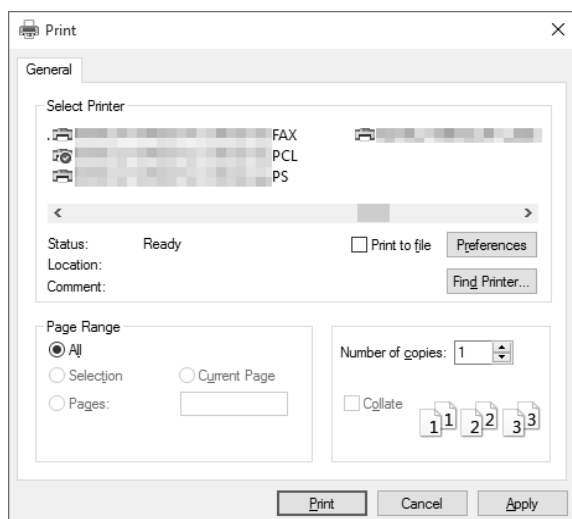 Print
General
Select Printer
FAX
PCL
PS
Status: Ready
Location:
Comment:
Print to file
Preferences
Find Printer...
Page Range
All
Selection
Current Page
Pages:
Number of copies: 1
Collate
1 1 2 2 3 3
Print
Cancel
Apply